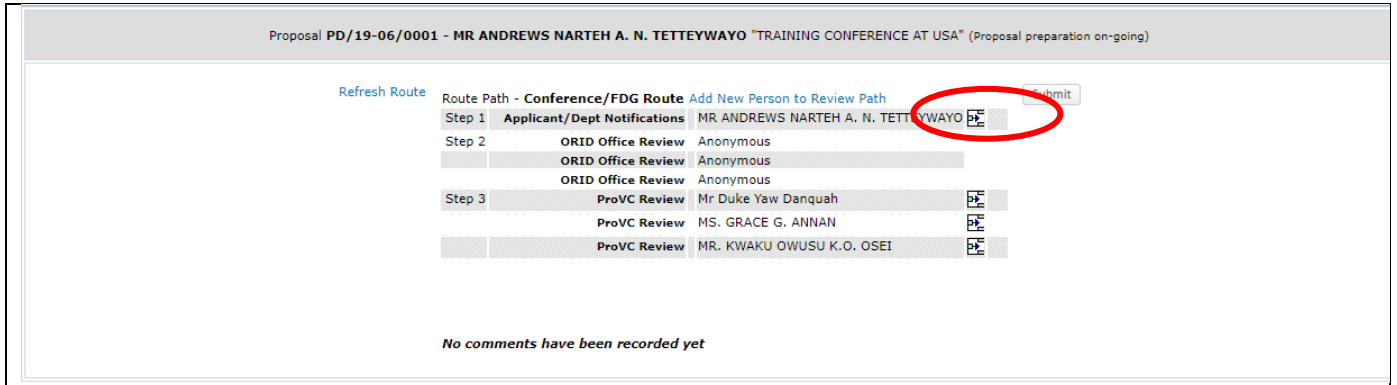 Proposal PD/19-06/0001 - MR ANDREWS NARTEH A. N. TETTEYWAYO "TRAINING CONFERENCE AT USA" (Proposal preparation on-going)
Refresh Route
Route Path - Conference/FDG Route Add New Person to Review Path
Submit
Step 1 Applicant/Dept Notifications MR ANDREWS NARTEH A. N. TETTEYWAYO
Step 2 ORID Office Review Anonymous
ORID Office Review Anonymous
ORID Office Review Anonymous
Step 3 ProVC Review Mr Duke Yaw Danquah
ProVC Review MS. GRACE G. ANNAN
ProVC Review MR. KWAKU OWUSU K.O. OSEI
No comments have been recorded yet